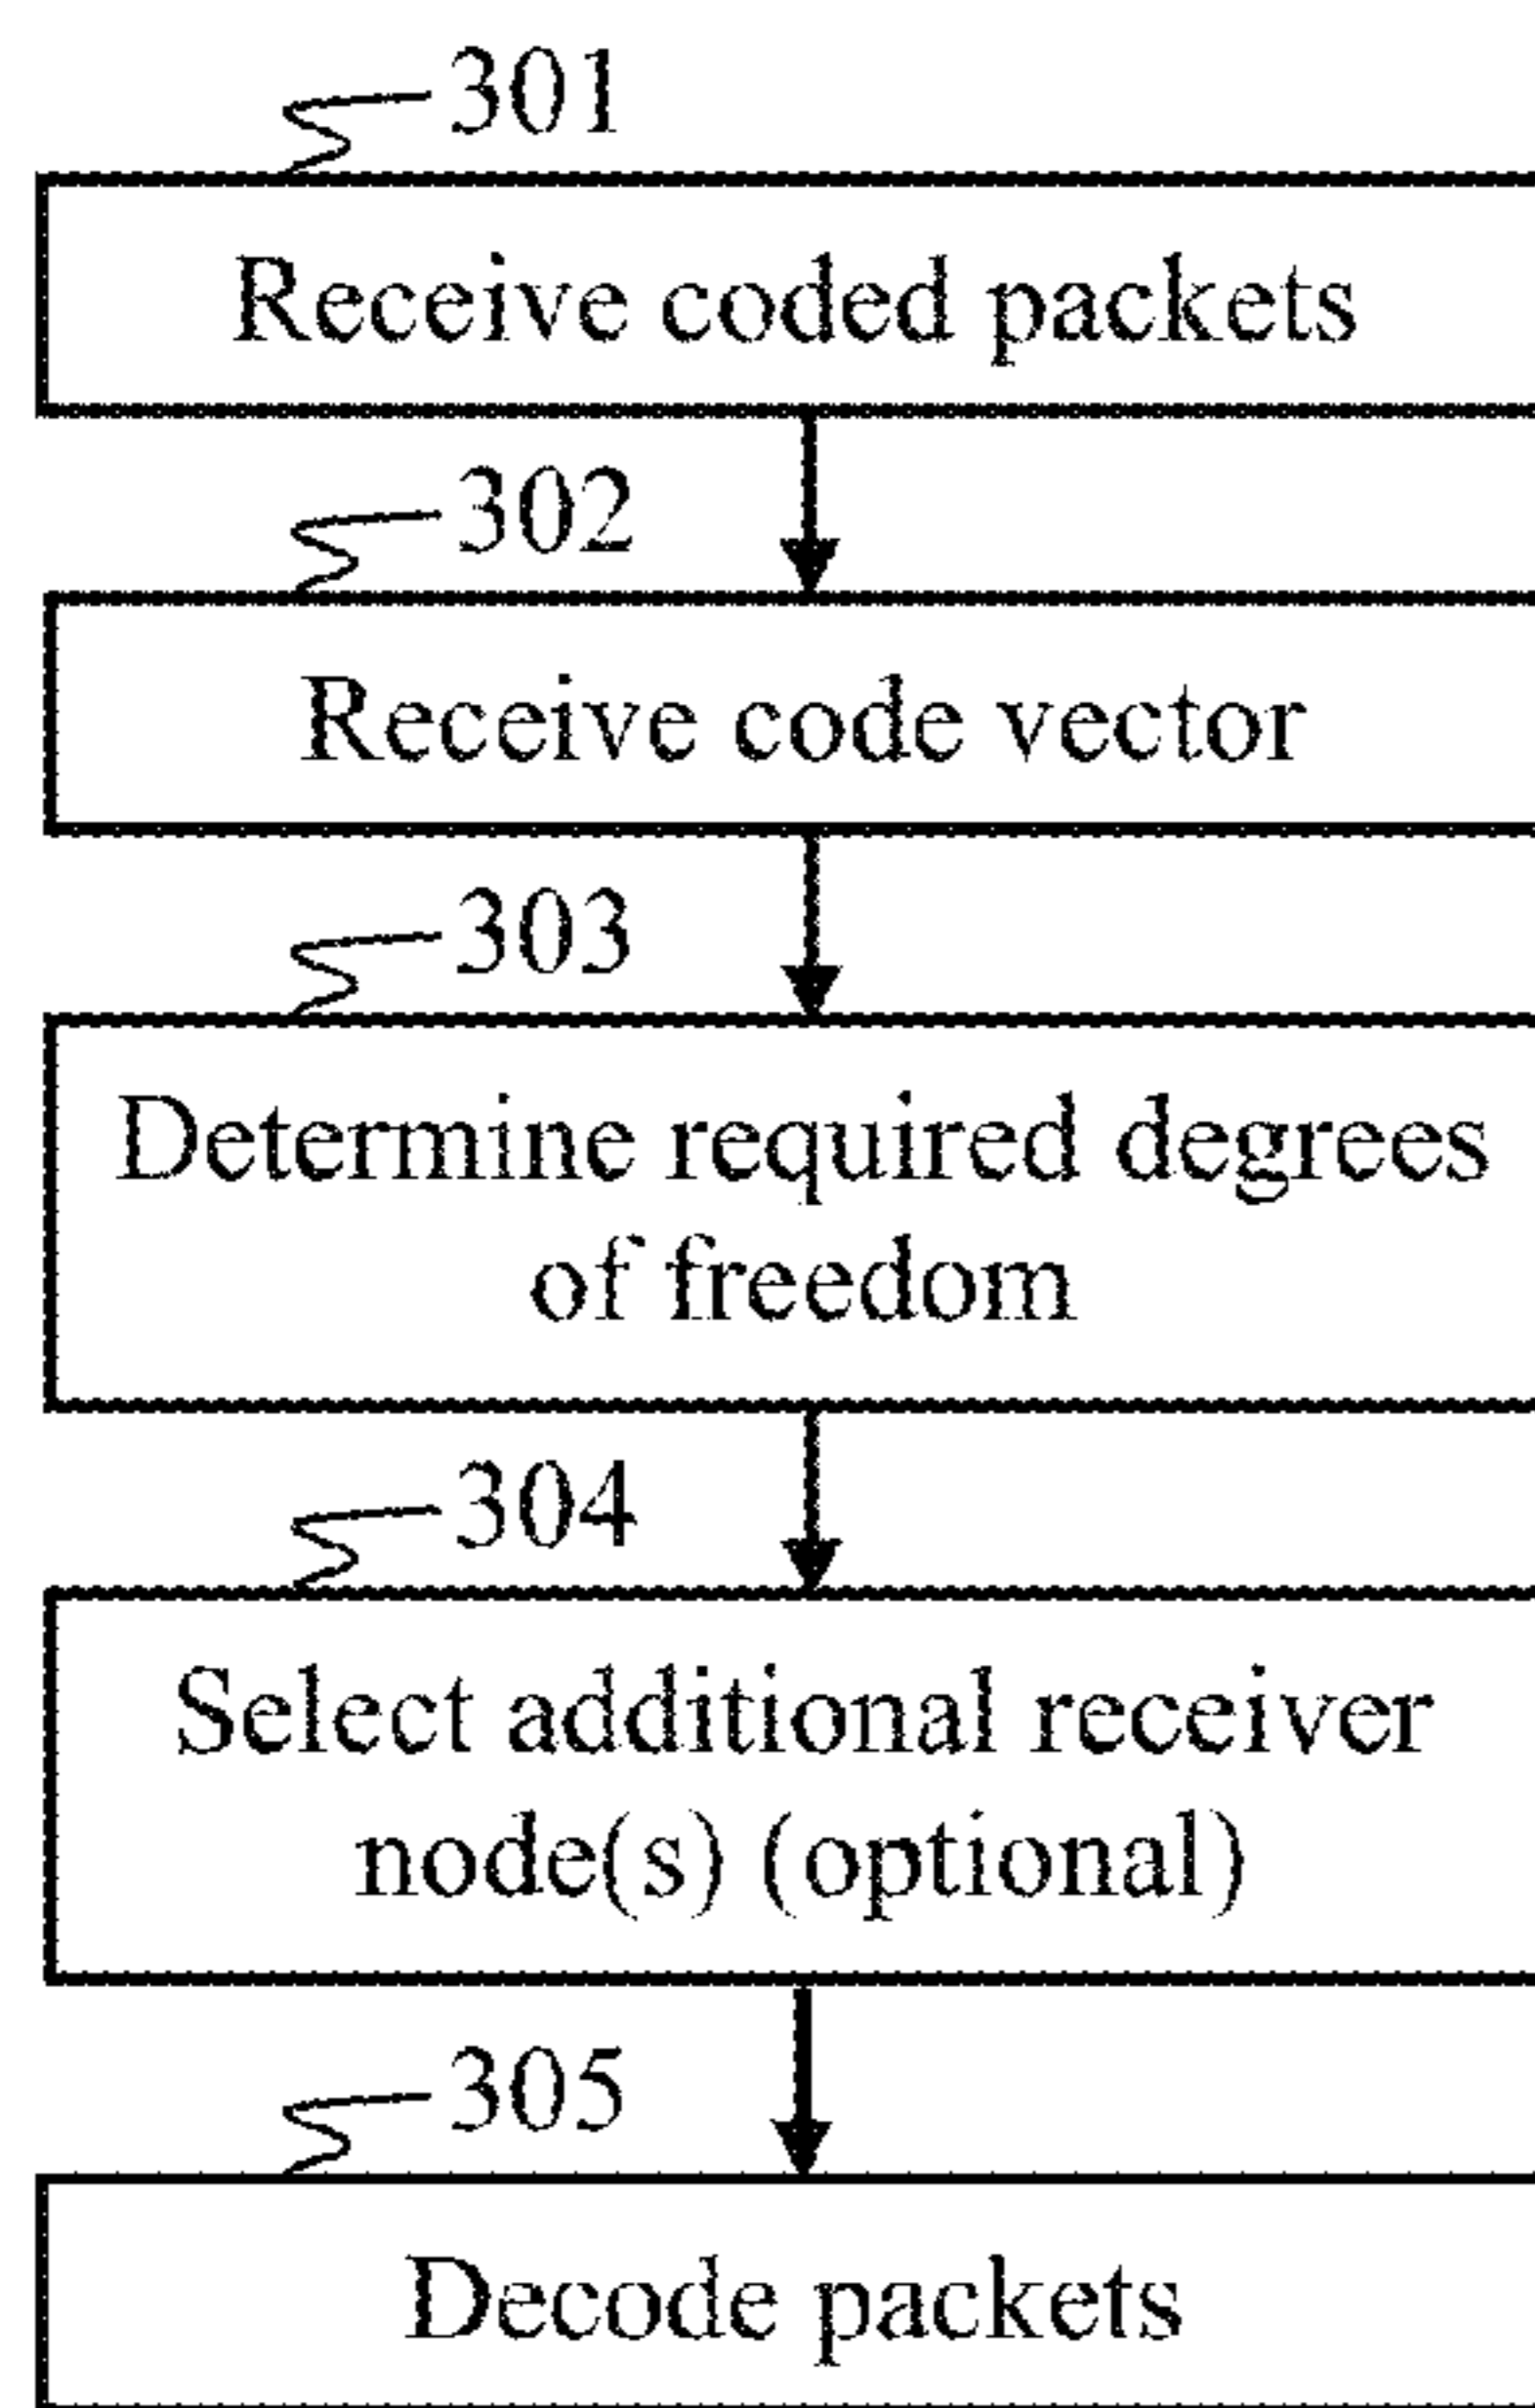 301
Receive coded packets
302
Receive code vector
303
Determine required degrees
of freedom
304
Select additional receiver
node(s) (optional)
305
Decode packets